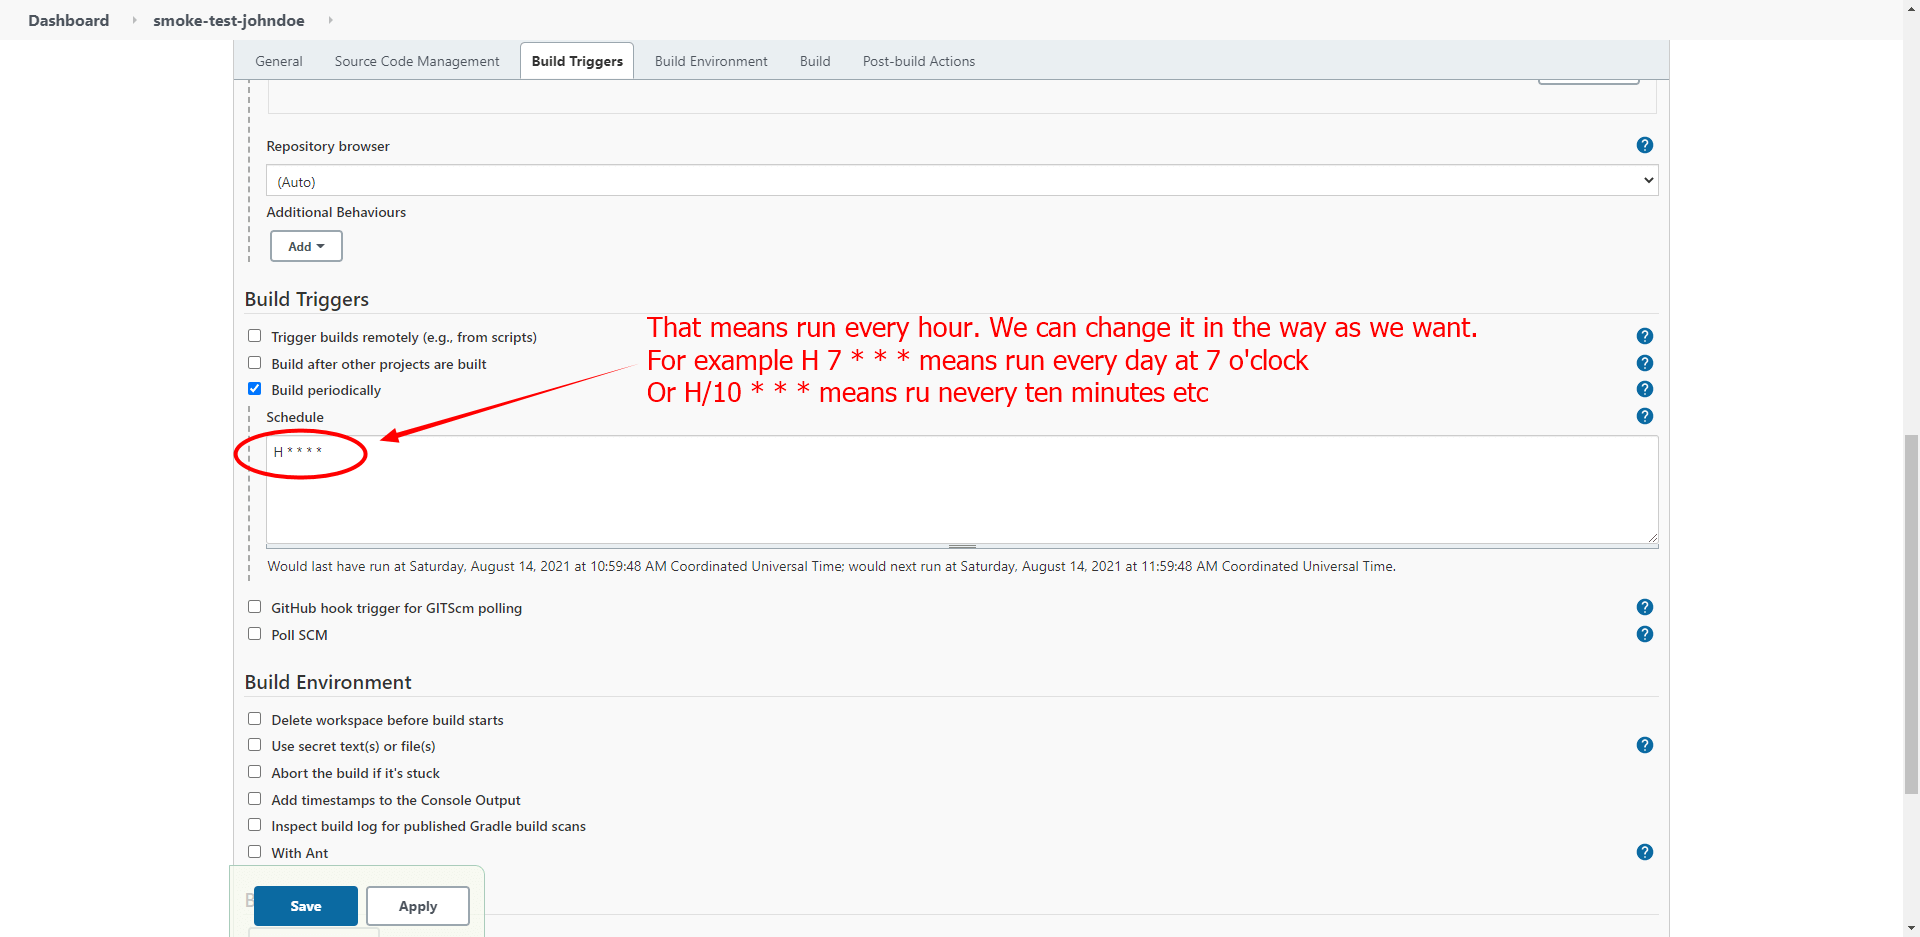 Dashboard smoke-test-johndoe
General Source Code Management Build Triggers Build Environment Build Post-build Actions
Repository browser
(Auto)
Additional Behaviours
Add
Build Triggers
Trigger builds remotely (e.g., from scripts)
Build after other projects are built
Build periodically
Schedule
That means run every hour. We can change it in the way as we want.
For example H 7 * * * means run every day at 7 o'clock
Or H/10 * * * means ru nevery ten minutes etc
H * * * *
Would last have run at Saturday, August 14, 2021 at 10:59:48 AM Coordinated Universal Time; would next run at Saturday, August 14, 2021 at 11:59:48 AM Coordinated Universal Time.
GitHub hook trigger for GITScm polling
Poll SCM
Build Environment
Delete workspace before build starts
Use secret text(s) or file(s)
Abort the build if it's stuck
Add timestamps to the Console Output
Inspect build log for published Gradle build scans
With Ant
Save Apply